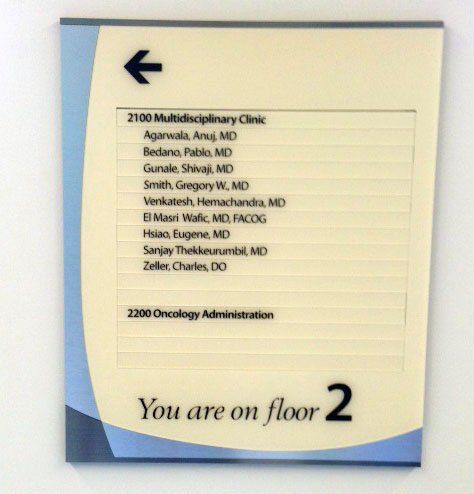 2100 Multidisciplinary Clinic
Agarwala, Anuj, MD
Bedano, Pablo, MD
Gunale, Shivaji, MD
Smith, Gregory W., MD
Venkatesh, Hemachandra, MD
El Masri Wafic, MD, FACOG
Hsiao, Eugene, MD
Sanjay Thekkeurumbil, MD
Zeller, Charles, DO
2200 Oncology Administration
You are on floor 2